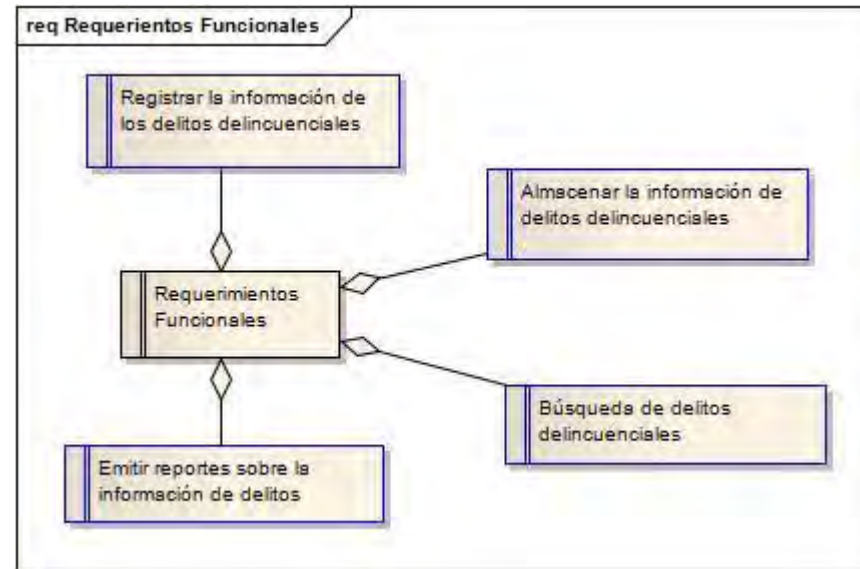 req Requerientos Funcionales
Registrar la información de
los delitos delincuenciales
Almacenar la información de
delitos delincuenciales
Requerimientos
Funcionales
Búsqueda de delitos
delincuenciales
Emitir reportes sobre la
información de delitos